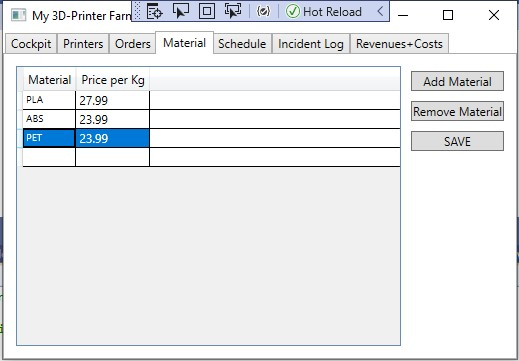 My 3D-Printer Farm
Hot Reload
Cockpit Printers Orders Material Schedule Incident Log Revenues+Costs
Material Price per Kg
PLA 27.99
ABS 23.99
PET 23.99
Add Material
Remove Material
SAVE